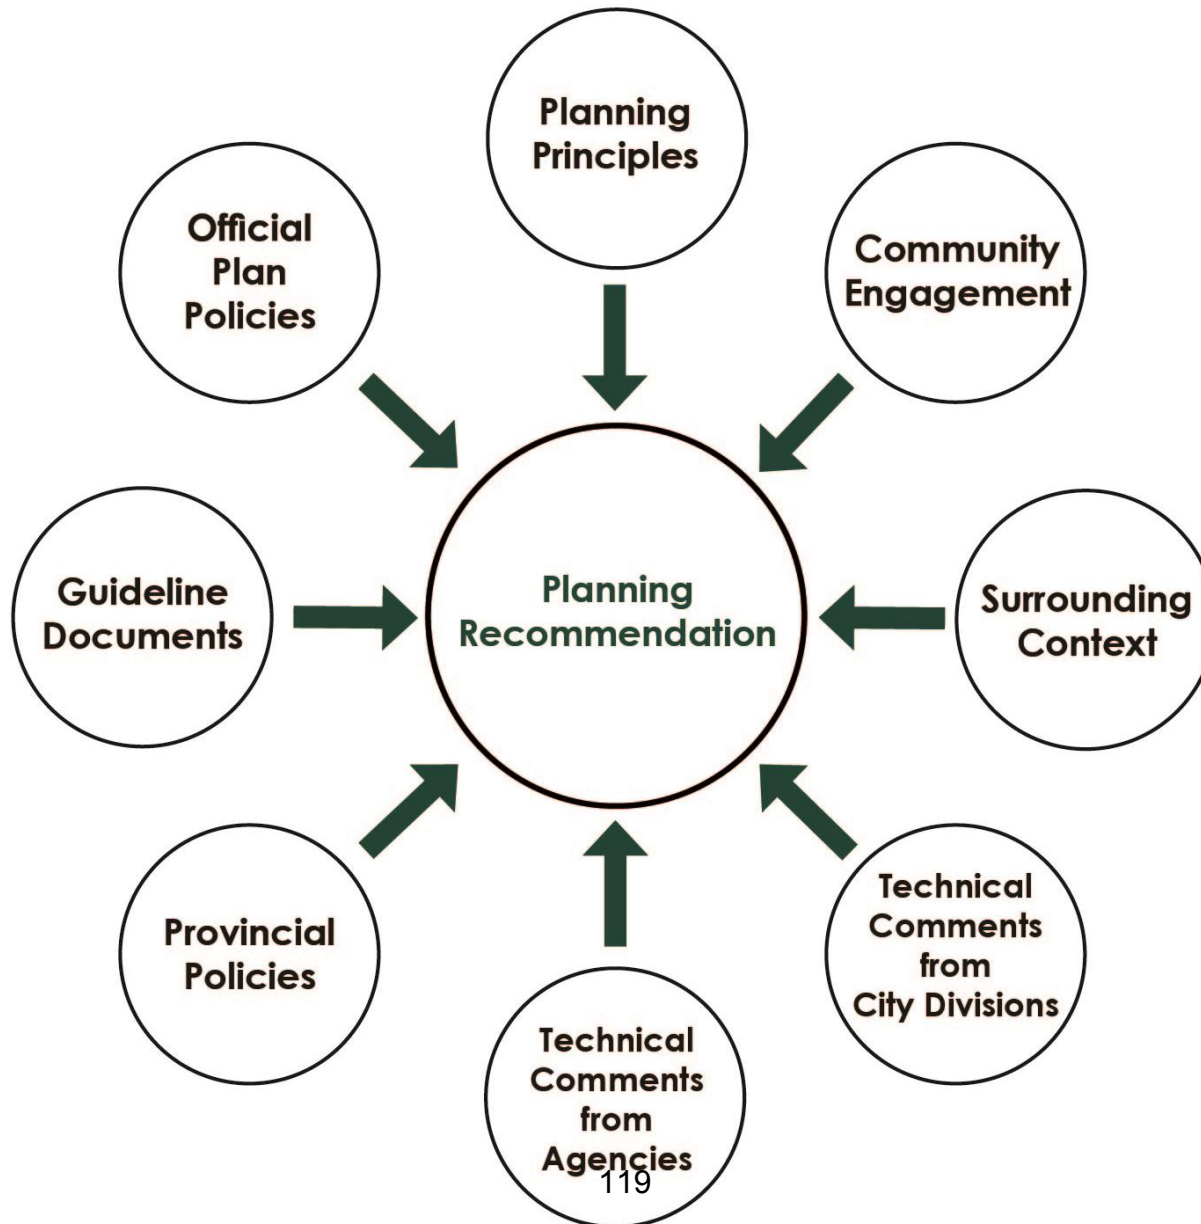 Planning
Principles
Official
Plan
Policies
Community
Engagement
Guideline
Documents
Planning
Recommendation
Surrounding
Context
Provincial
Policies
Technical
Comments
from
City Divisions
Technical
Comments
from
Agencies
119